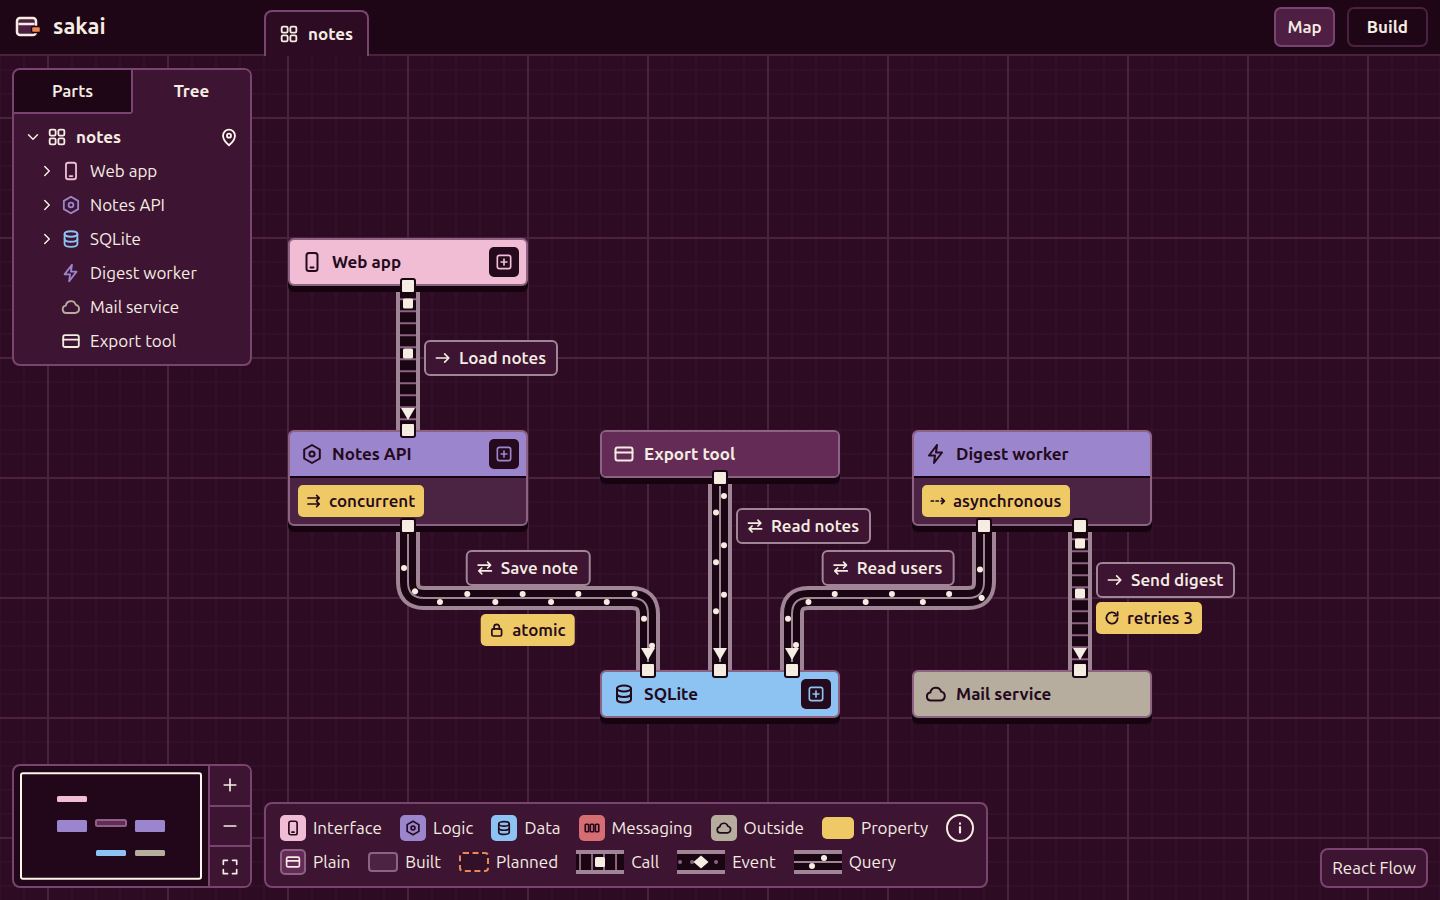 sakai
notes
Map
Build
Parts
Tree
notes
Web app
Notes API
SQLite
Digest worker
Mail service
Export tool
Web app
Load notes
Notes API
Export tool
Digest worker
concurrent
asynchronous
Read notes
Save note
Read users
Send digest
atomic
retries 3
SQLite
Mail service
Interface
Logic
Data
Messaging
Outside
Property
Plain
Built
Planned
Call
Event
Query
React Flow